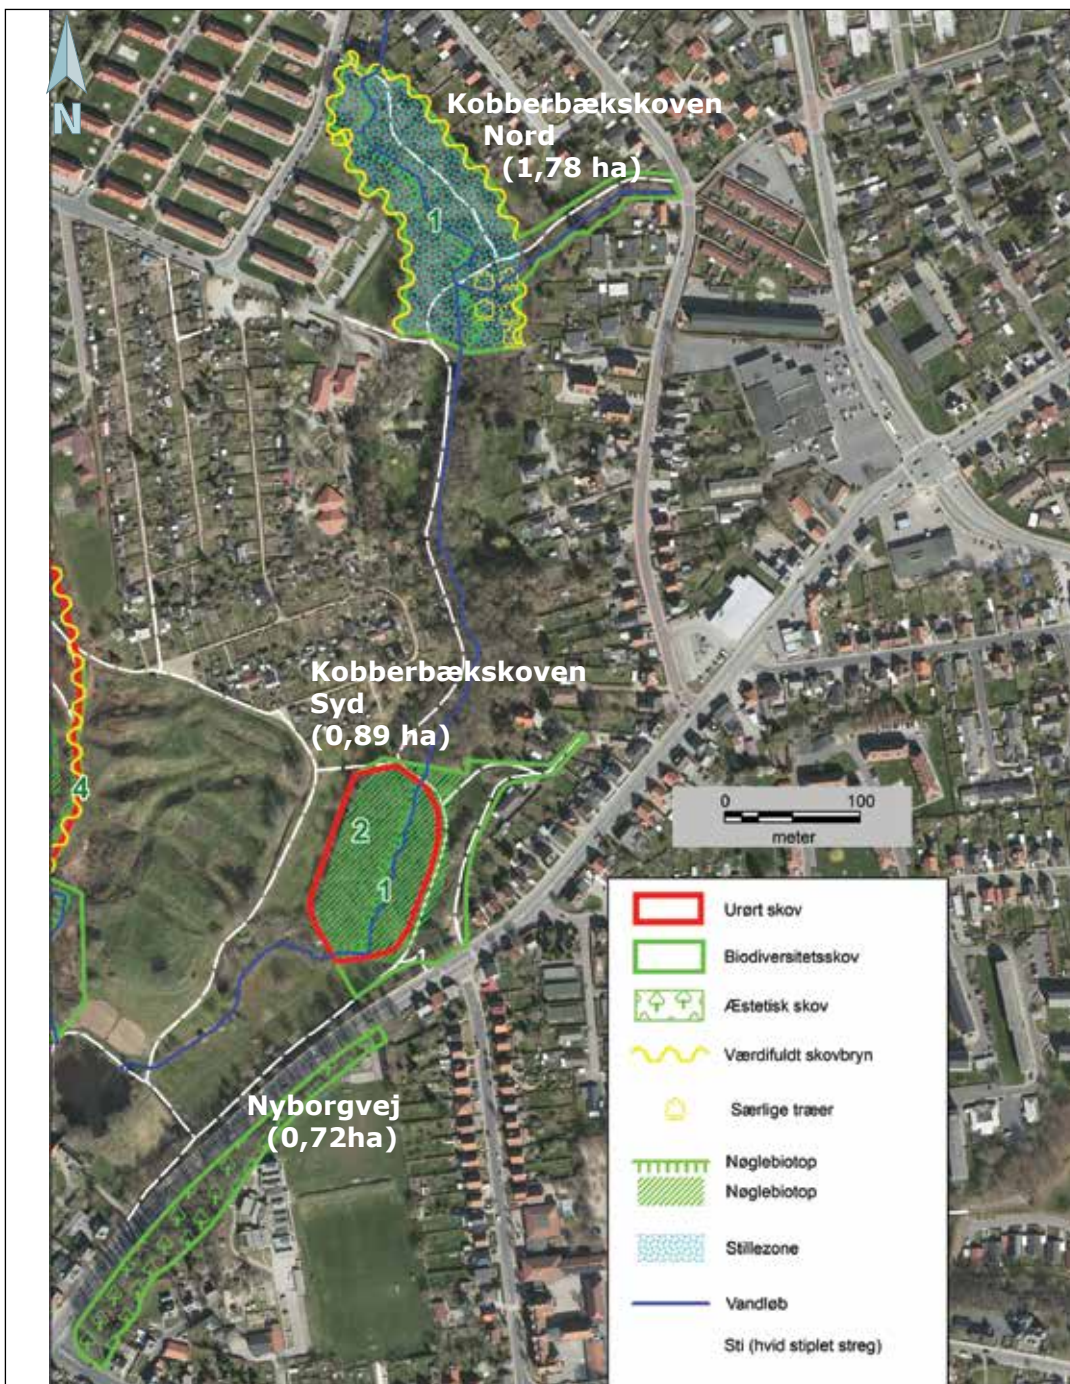 N
Kobberbækskoven
Nord
(1,78 ha)
1
Kobberbækskoven
Syd
(0,89 ha)
4
2
1
1
0 100
meter
Nyborgvej
(0,72ha)
Urørt skov
Biodiversitetsskov
Æstetisk skov
Værdifuldt skovbryn
Særlige træer
Nøglebiotop
Nøglebiotop
Stillezone
Vandløb
Sti (hvid stiplet streg)